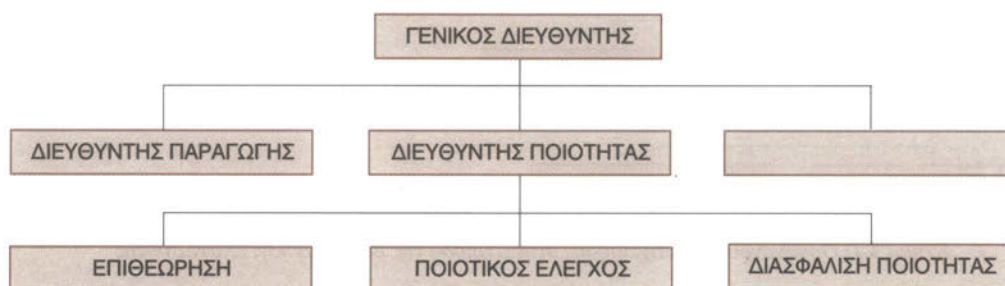 ΓΕΝΙΚΟΣ ΔΙΕΥΘΥΝΤΗΣ
ΔΙΕΥΘΥΝΤΗΣ ΠΑΡΑΓΩΓΗΣ
ΔΙΕΥΘΥΝΤΗΣ ΠΟΙΟΤΗΤΑΣ
ΕΠΙΘΕΩΡΗΣΗ
ΠΟΙΟΤΙΚΟΣ ΕΛΕΓΧΟΣ
ΔΙΑΣΦΑΛΙΣΗ ΠΟΙΟΤΗΤΑΣ